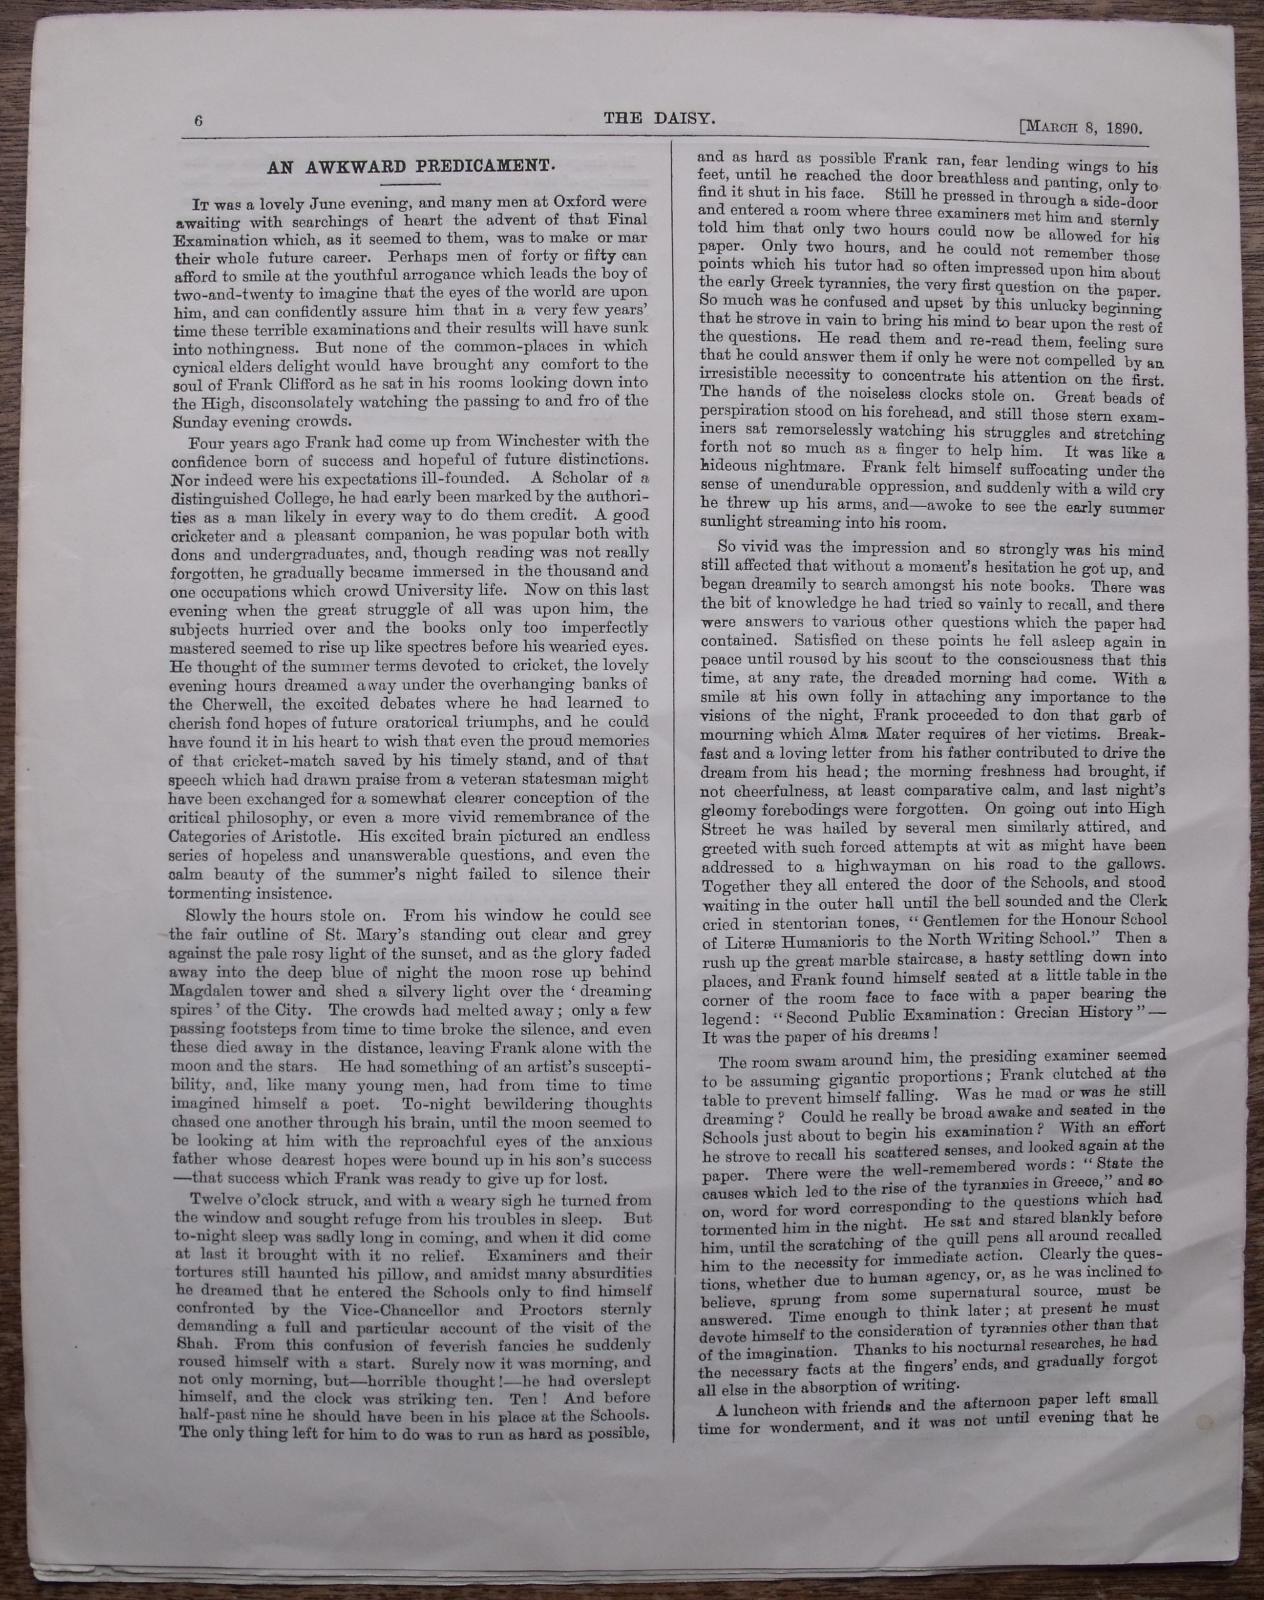 6
THE DAISY.
[MARCH 8, 1890.
AN AWKWARD PREDICAMENT.
IT was a lovely June evening, and many men at Oxford were
awaiting with searchings of heart the advent of that Final
Examination which, as it seemed to them, was to make or mar
their whole future career. Perhaps men of forty or fifty can
afford to smile at the youthful arrogance which leads the boy of
two-and-twenty to imagine that the eyes of the world are upon
him, and can confidently assure him that in a very few years'
time these terrible examinations and their results will have sunk
into nothingness. But none of the common-places in which
cynical elders delight would have brought any comfort to the
soul of Frank Clifford as he sat in his rooms looking down into
the High, disconsolately watching the passing to and fro of the
Sunday evening crowds.
Four years ago Frank had come up from Winchester with the
confidence born of success and hopeful of future distinctions.
Nor indeed were his expectations ill-founded. A Scholar of a
distinguished College, he had early been marked by the authori-
ties as a man likely in every way to do them credit. A good
cricketer and a pleasant companion, he was popular both with
dons and undergraduates, and, though reading was not really
forgotten, he gradually became immersed in the thousand and
one occupations which crowd University life. Now on this last
evening when the great struggle of all was upon him, the
subjects hurried over and the books only too imperfectly
mastered seemed to rise up like spectres before his wearied eyes.
He thought of the summer terms devoted to cricket, the lovely
evening hours dreamed away under the overhanging banks of
the Cherwell, the excited debates where he had learned to
cherish fond hopes of future oratorical triumphs, and he could
have found it in his heart to wish that even the proud memories
of that cricket-match saved by his timely stand, and of that
speech which had drawn praise from a veteran statesman might
have been exchanged for a somewhat clearer conception of the
critical philosophy, or even a more vivid remembrance of the
Categories of Aristotle. His excited brain pictured an endless
series of hopeless and unanswerable questions, and even the
calm beauty of the summer's night failed to silence their
tormenting insistence.
Slowly the hours stole on. From his window he could see
the fair outline of St. Mary's standing out clear and grey
against the pale rosy light of the sunset, and as the glory faded
away into the deep blue of night the moon rose up behind
Magdalen tower and shed a silvery light over the ' dreaming
spires ' of the City. The crowds had melted away; only a few
passing footsteps from time to time broke the silence, and even
these died away in the distance, leaving Frank alone with the
moon and the stars. He had something of an artist's suscepti-
bility, and, like many young men, had from time to time
imagined himself a poet. To-night bewildering thoughts
chased one another through his brain, until the moon seemed to
be looking at him with the reproachful eyes of the anxious
father whose dearest hopes were bound up in his son's success
—that success which Frank was ready to give up for lost.
Twelve o'clock struck, and with a weary sigh he turned from
the window and sought refuge from his troubles in sleep. But
to-night sleep was sadly long in coming, and when it did come
at last it brought with it no relief. Examiners and their
tortures still haunted his pillow, and amidst many absurdities
he dreamed that he entered the Schools only to find himself
confronted by the Vice-Chancellor and Proctors sternly
demanding a full and particular account of the visit of the
Shah. From this confusion of feverish fancies he suddenly
roused himself with a start. Surely now it was morning, and
not only morning, but—horrible thought!—he had overslept
himself, and the clock was striking ten. Ten! And before
half-past nine he should have been in his place at the Schools.
The only thing left for him to do was to run as hard as possible,
and as hard as possible Frank ran, fear lending wings to his
feet, until he reached the door breathless and panting, only to
find it shut in his face. Still he pressed in through a side-door
and entered a room where three examiners met him and sternly
told him that only two hours could now be allowed for his
paper. Only two hours, and he could not remember those
points which his tutor had so often impressed upon him about
the early Greek tyrannies, the very first question on the paper.
So much was he confused and upset by this unlucky beginning
that he strove in vain to bring his mind to bear upon the rest of
the questions. He read them and re-read them, feeling sure
that he could answer them if only he were not compelled by an
irresistible necessity to concentrate his attention on the first.
The hands of the noiseless clocks stole on. Great beads of
perspiration stood on his forehead, and still those stern exam-
iners sat remorselessly watching his struggles and stretching
forth not so much as a finger to help him. It was like a
hideous nightmare. Frank felt himself suffocating under the
sense of unendurable oppression, and suddenly with a wild cry
he threw up his arms, and—awoke to see the early summer
sunlight streaming into his room.
So vivid was the impression and so strongly was his mind
still affected that without a moment's hesitation he got up, and
began dreamily to search amongst his note books. There was
the bit of knowledge he had tried so vainly to recall, and there
were answers to various other questions which the paper had
contained. Satisfied on these points he fell asleep again in
peace until roused by his scout to the consciousness that this
time, at any rate, the dreaded morning had come. With a
smile at his own folly in attaching any importance to the
visions of the night, Frank proceeded to don that garb of
mourning which Alma Mater requires of her victims. Break-
fast and a loving letter from his father contributed to drive the
dream from his head; the morning freshness had brought, if
not cheerfulness, at least comparative calm, and last night's
gloomy forebodings were forgotten. On going out into High
Street he was hailed by several men similarly attired, and
greeted with such forced attempts at wit as might have been
addressed to a highwayman on his road to the gallows.
Together they all entered the door of the Schools, and stood
waiting in the outer hall until the bell sounded and the Clerk
cried in stentorian tones, "Gentlemen for the Honour School
of Literæ Humanioris to the North Writing School." Then a
rush up the great marble staircase, a hasty settling down into
places, and Frank found himself seated at a little table in the
corner of the room face to face with a paper bearing the
legend: "Second Public Examination: Grecian History"—
It was the paper of his dreams!
The room swam around him, the presiding examiner seemed
to be assuming gigantic proportions; Frank clutched at the
table to prevent himself falling. Was he mad or was he still
dreaming? Could he really be broad awake and seated in the
Schools just about to begin his examination? With an effort
he strove to recall his scattered senses, and looked again at the
paper. There were the well-remembered words: "State the
causes which led to the rise of the tyrannies in Greece," and so
on, word for word corresponding to the questions which had
tormented him in the night. He sat and stared blankly before
him, until the scratching of the quill pens all around recalled
him to the necessity for immediate action. Clearly the ques-
tions, whether due to human agency, or, as he was inclined to
believe, sprung from some supernatural source, must be
answered. Time enough to think later; at present he must
devote himself to the consideration of tyrannies other than that
of the imagination. Thanks to his nocturnal researches, he had
the necessary facts at the fingers' ends, and gradually forgot
all else in the absorption of writing.
A luncheon with friends and the afternoon paper left small
time for wonderment, and it was not until evening that he